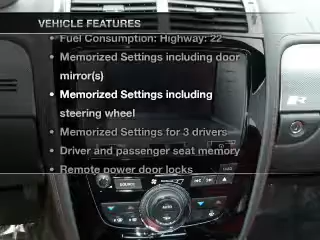 VEHICLE FEATURES
• Fuel Consumption: Highway: 22
• Memorized Settings including door
mirror(s)
• Memorized Settings including
steering wheel
• Memorized Settings for 3 drivers
• Driver and passenger seat memory
• Remote power door locks
R
SOURCE